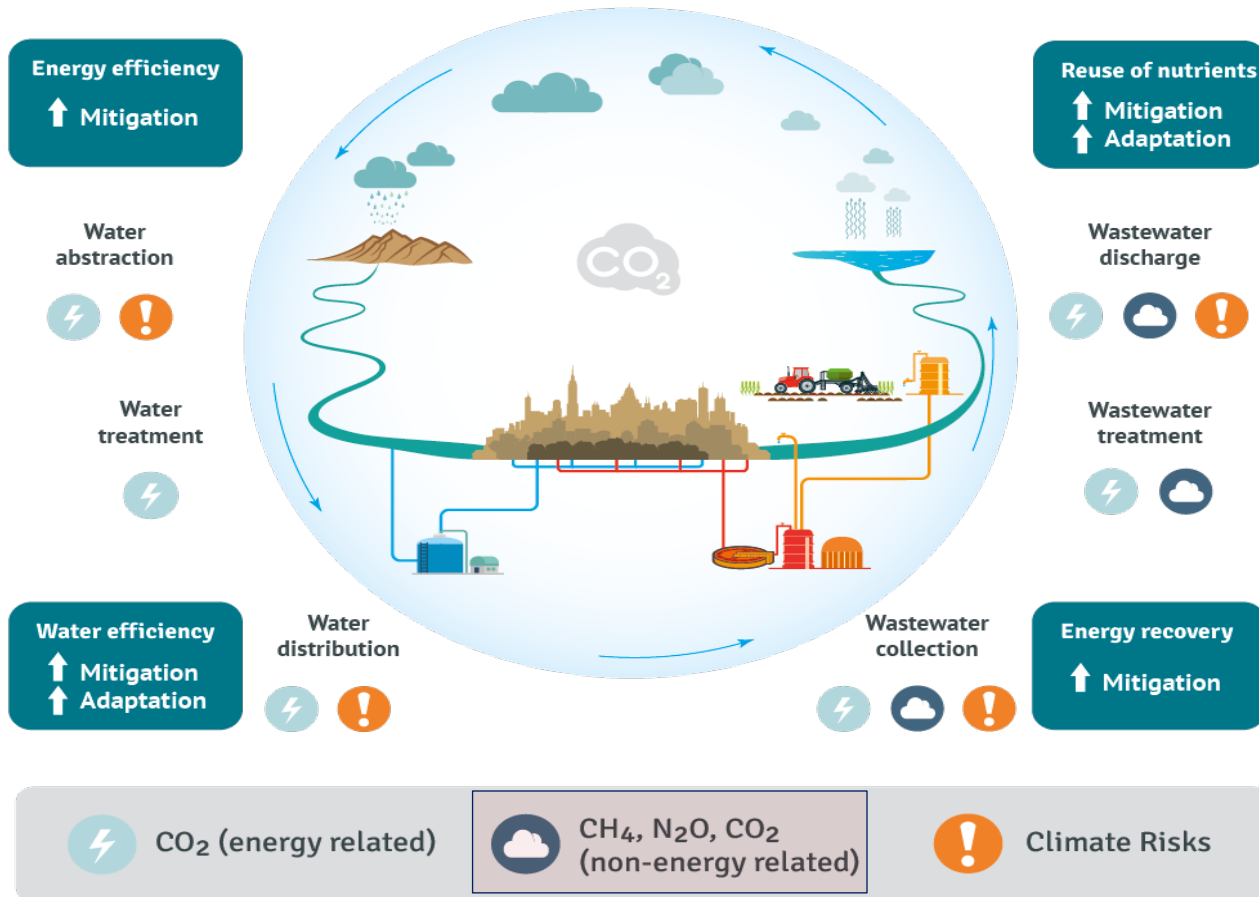 Energy efficiency
Mitigation
Reuse of nutrients
Mitigation
Adaptation
Water
abstraction
CO₂
Wastewater
discharge
Water
treatment
Wastewater
treatment
Water efficiency
Mitigation
Adaptation
Water
distribution
Wastewater
collection
Energy recovery
Mitigation
CO₂ (energy related)
CH₄, N₂O, CO₂
(non-energy related)
Climate Risks